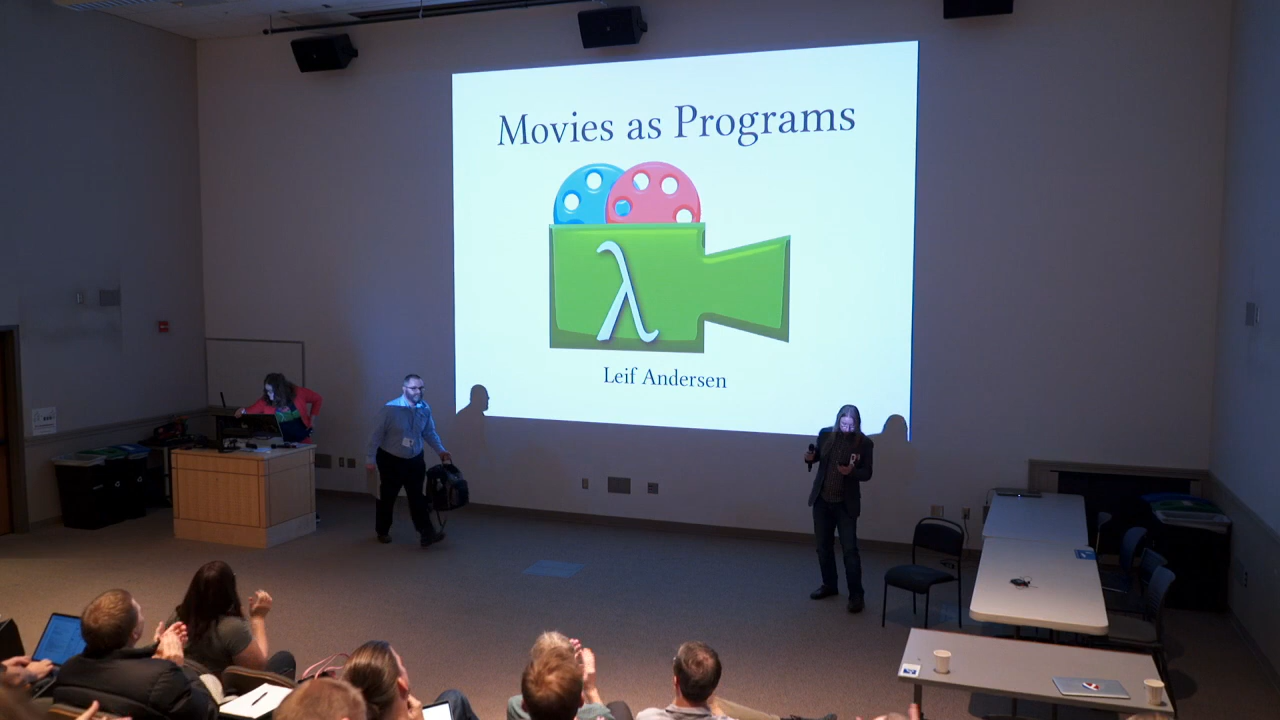 Movies as Programs
λ
Leif Andersen